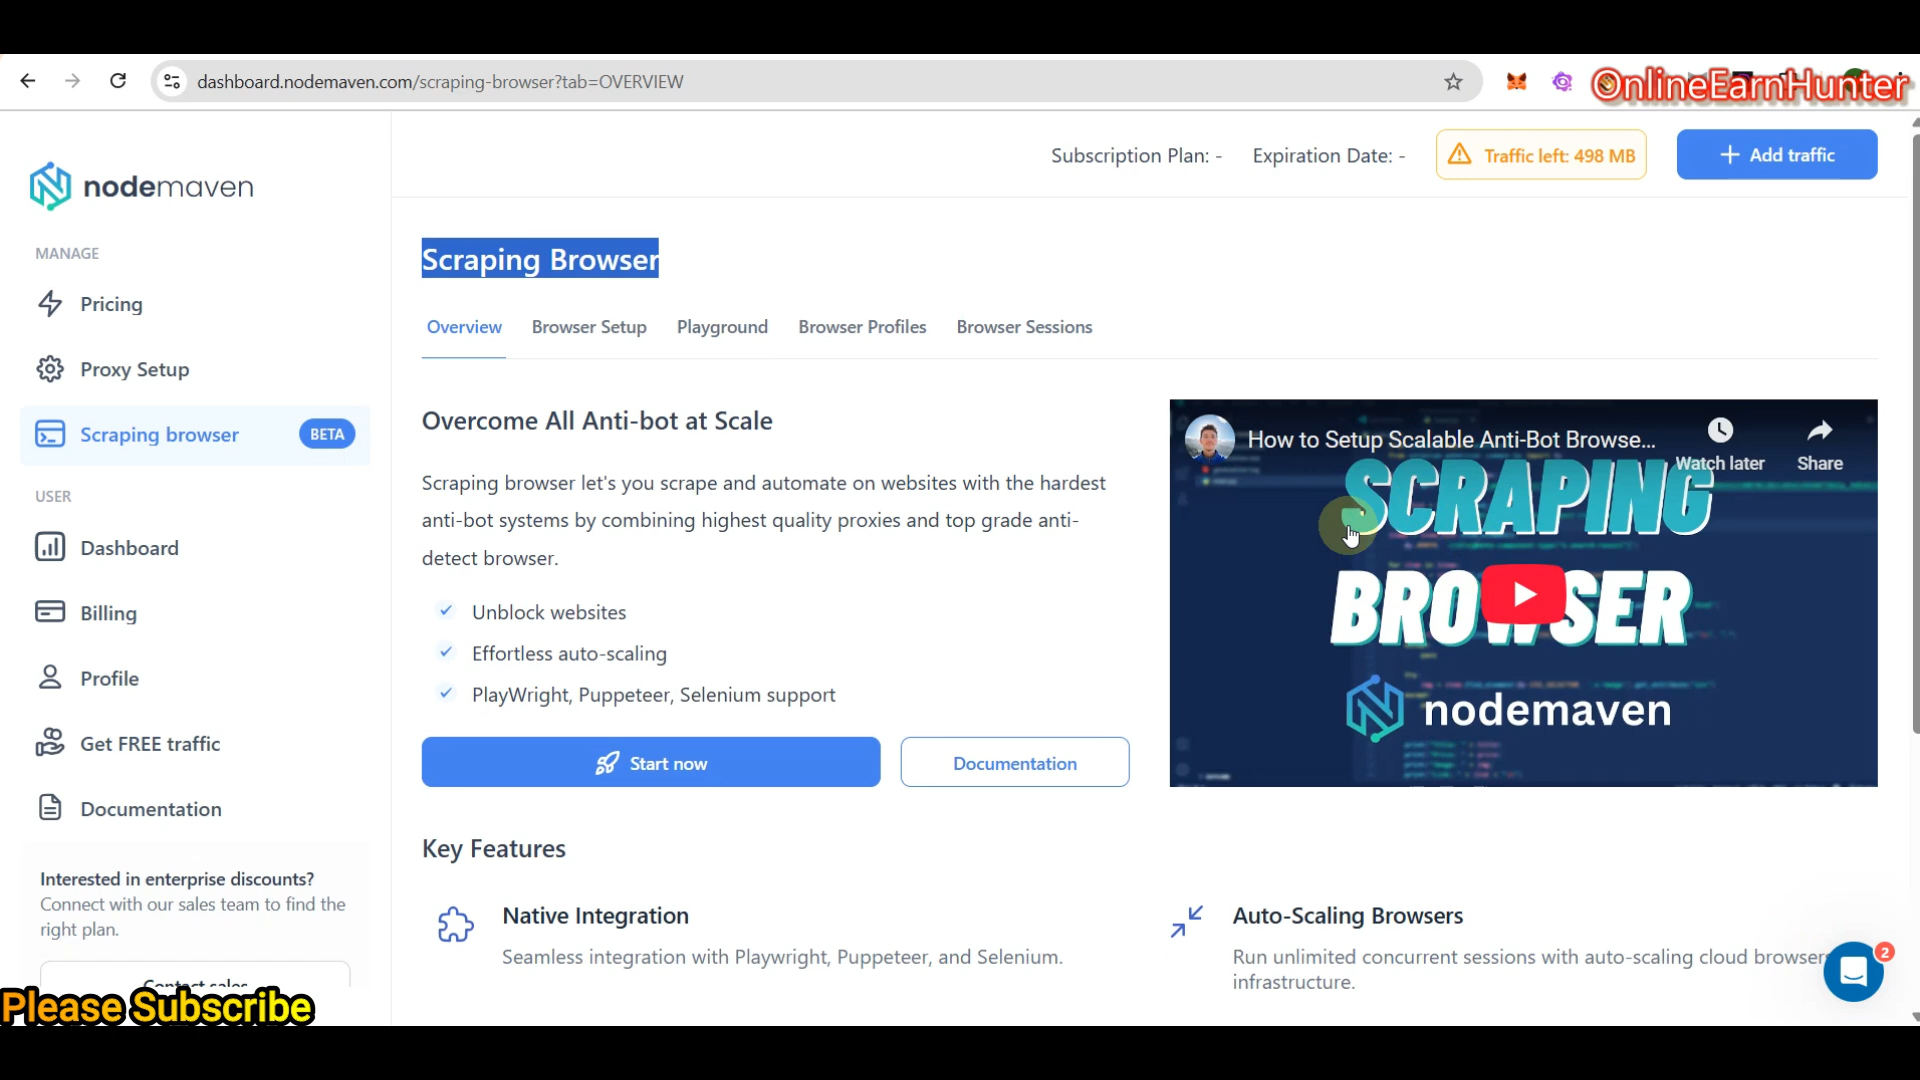 dashboard.nodemaven.com/scraping-browser?tab=OVERVIEW
OnlineEarnHunter
nodemaven
Subscription Plan: -
Expiration Date: -
Traffic left: 498 MB
+ Add traffic
MANAGE
Pricing
Proxy Setup
Scraping browser BETA
USER
Dashboard
Billing
Profile
Get FREE traffic
Documentation
Interested in enterprise discounts?
Connect with our sales team to find the
right plan.
Contact sales
Please Subscribe
Scraping Browser
Overview Browser Setup Playground Browser Profiles Browser Sessions
Overcome All Anti-bot at Scale
Scraping browser let's you scrape and automate on websites with the hardest
anti-bot systems by combining highest quality proxies and top grade anti-
detect browser.
Unblock websites
Effortless auto-scaling
PlayWright, Puppeteer, Selenium support
Start now
Documentation
How to Setup Scalable Anti-Bot Browse...
Watch later
Share
SCRAPING
BROWSER
nodemaven
Key Features
Native Integration
Seamless integration with Playwright, Puppeteer, and Selenium.
Auto-Scaling Browsers
Run unlimited concurrent sessions with auto-scaling cloud browsers
infrastructure.
2